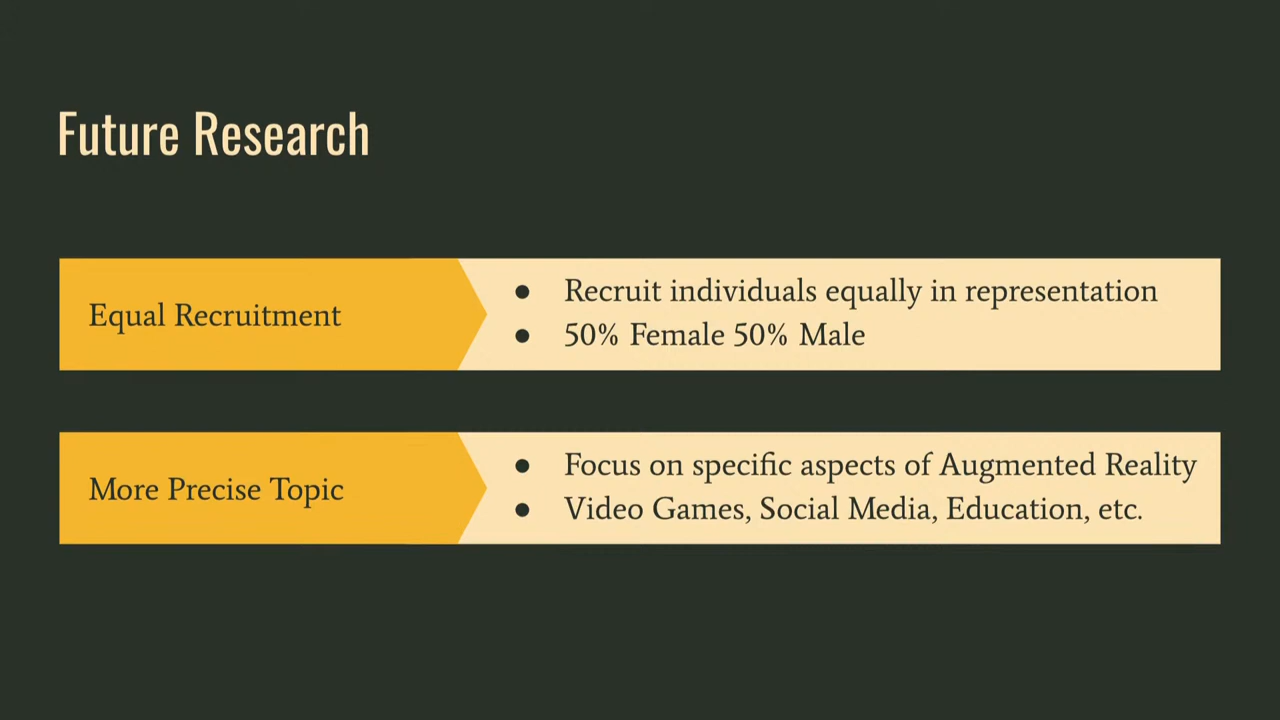 Future Research
Equal Recruitment
● Recruit individuals equally in representation
● 50% Female 50% Male
More Precise Topic
● Focus on specific aspects of Augmented Reality
● Video Games, Social Media, Education, etc.